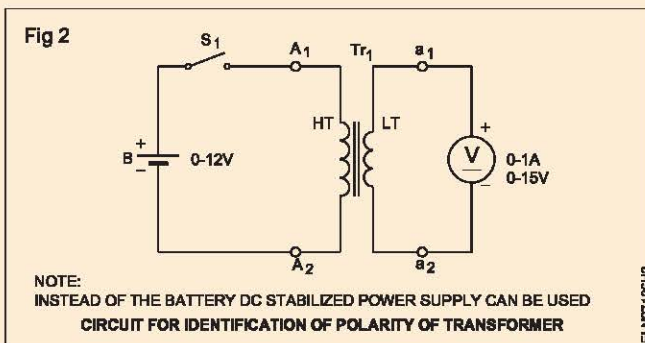 Fig 2
S1
A1
Tr1
a1
HT
LT
+
B
0-12V
–
+
V
–
0-1A
0-15V
A2
a2
NOTE:
INSTEAD OF THE BATTERY DC STABILIZED POWER SUPPLY CAN BE USED
CIRCUIT FOR IDENTIFICATION OF POLARITY OF TRANSFORMER